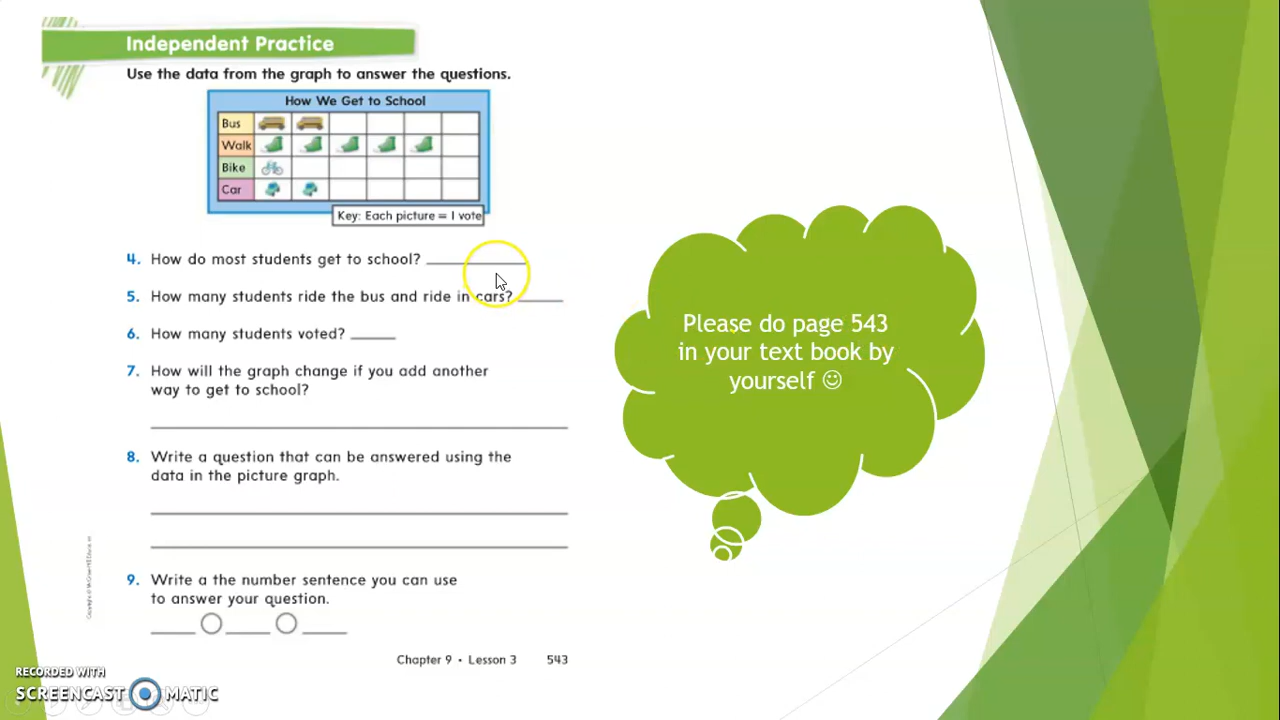 Independent Practice
Use the data from the graph to answer the questions.
How We Get to School
Bus
Walk
Bike
Car
Key: Each picture = 1 vote
4. How do most students get to school?
5. How many students ride the bus and ride in cars?
6. How many students voted?
7. How will the graph change if you add another
way to get to school?
8. Write a question that can be answered using the
data in the picture graph.
9. Write a the number sentence you can use
to answer your question.
Chapter 9 • Lesson 3 543
Please do page 543
in your text book by
yourself ☺
RECORDED WITH
SCREENCAST MATIC